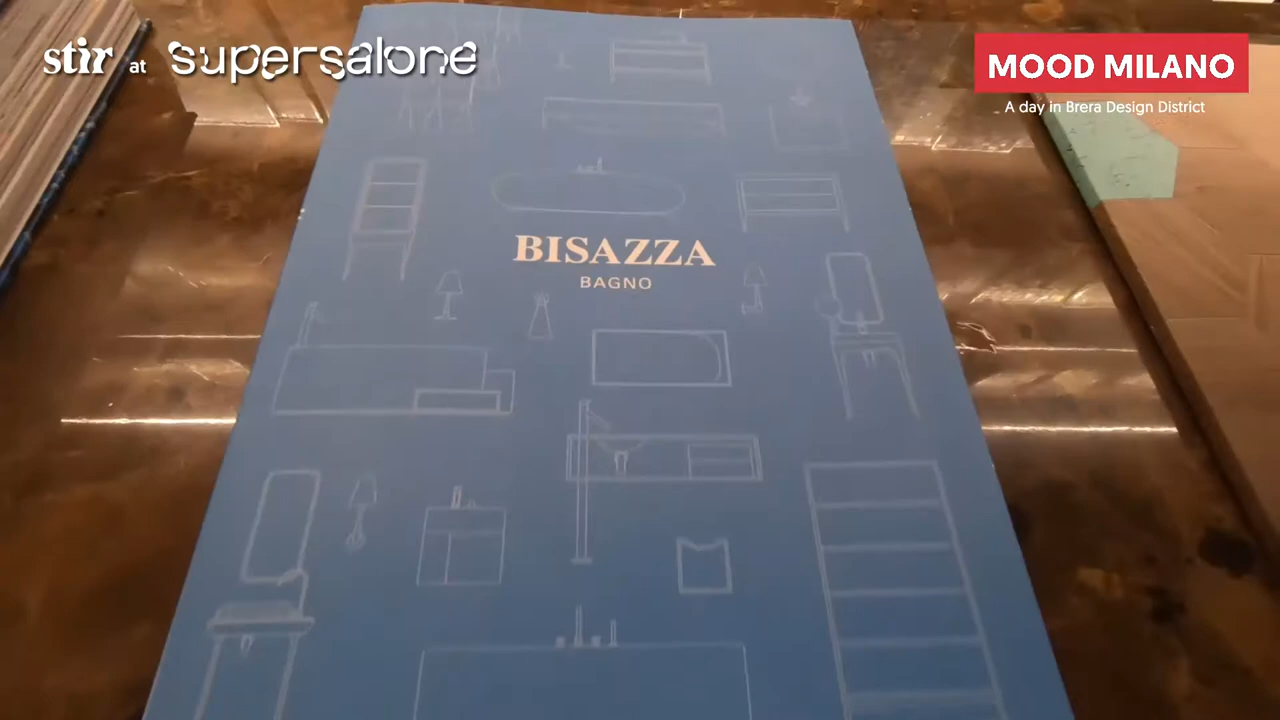 stir at supersalone
MOOD MILANO
A day in Brera Design District
BISAZZA
BAGNO